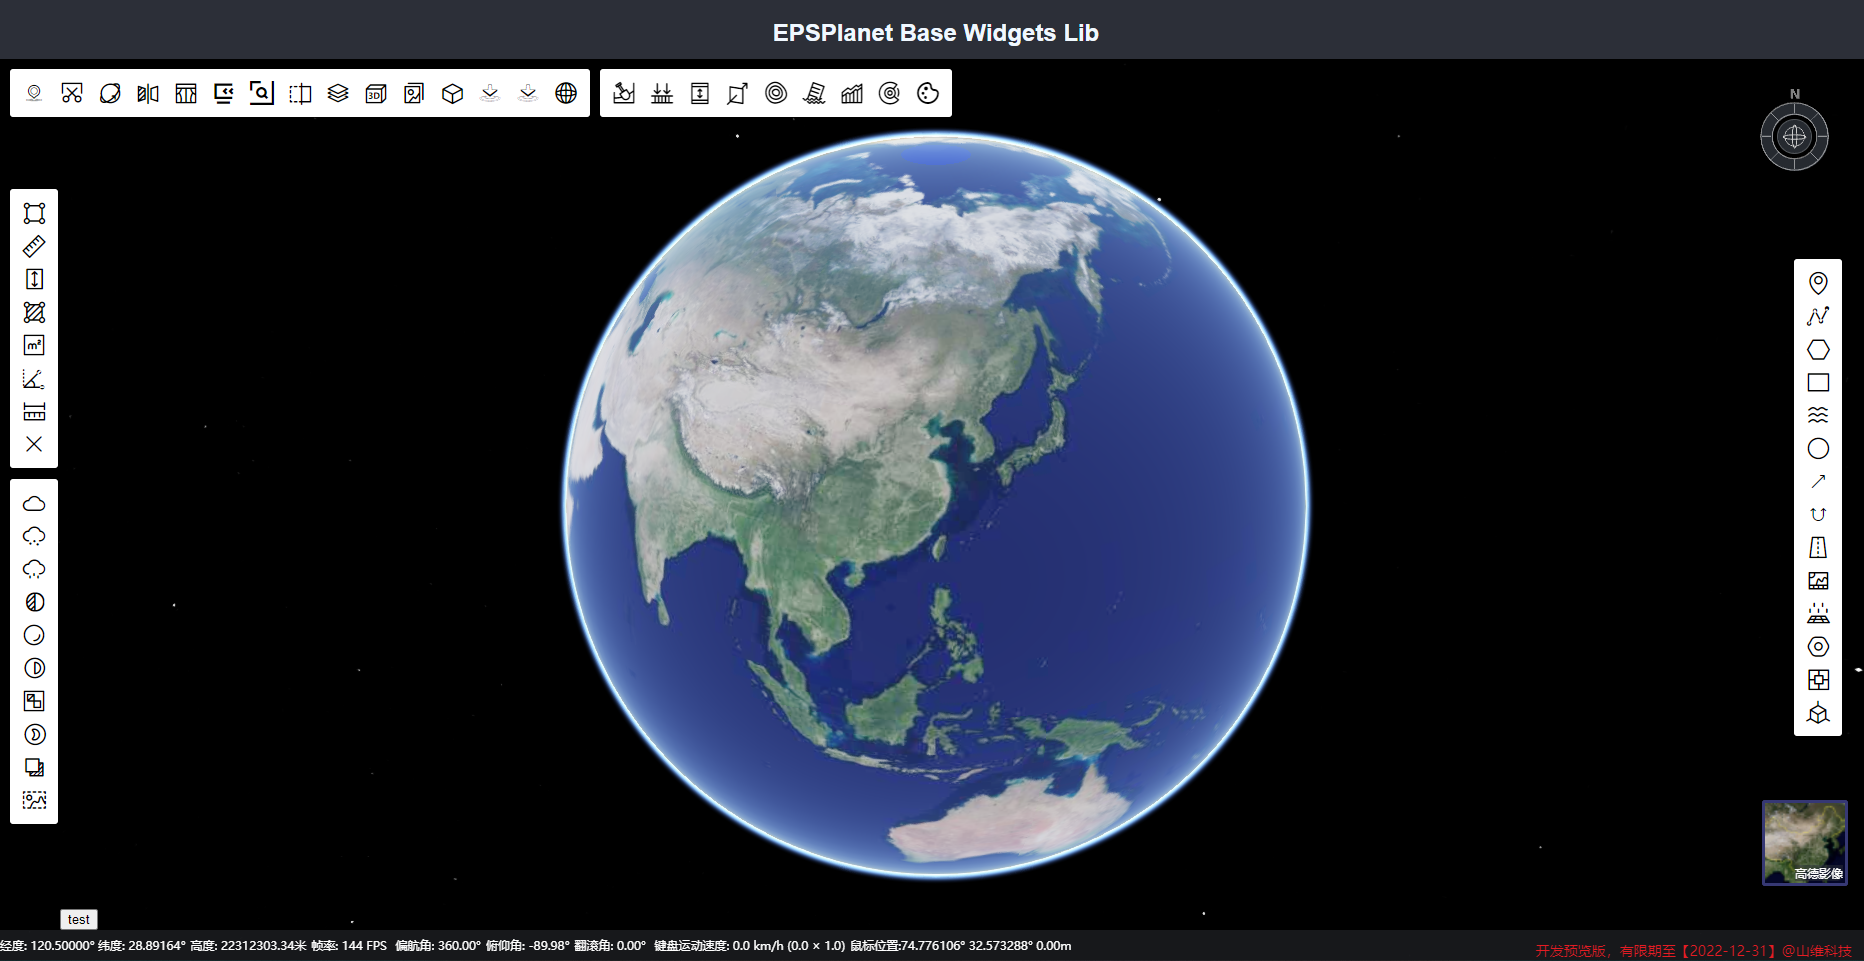 EPSPlanet Base Widgets Lib
3D
N
m²
高德影像
test
经度: 120.50000° 纬度: 28.89164° 高度: 22312303.34米 帧率: 144 FPS 偏航角: 360.00° 俯仰角: -89.98° 翻滚角: 0.00° 键盘运动速度: 0.0 km/h (0.0 × 1.0) 鼠标位置:74.776106° 32.573288° 0.00m
开发预览版，有限期至【2022-12-31】@山维科技